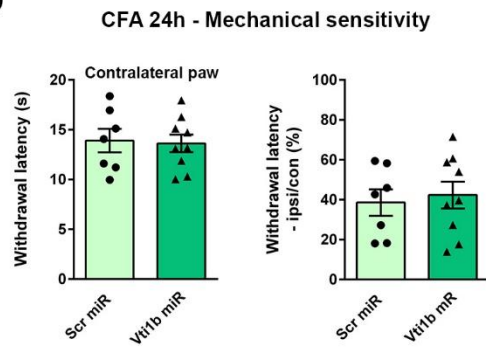 CFA 24h - Mechanical sensitivity
Contralateral paw
Withdrawal latency (s)
20
15
10
5
0
Scr miR
Vti1b miR
Withdrawal latency
- ipsi/con (%)
100
80
60
40
20
0
Scr miR
Vti1b mR